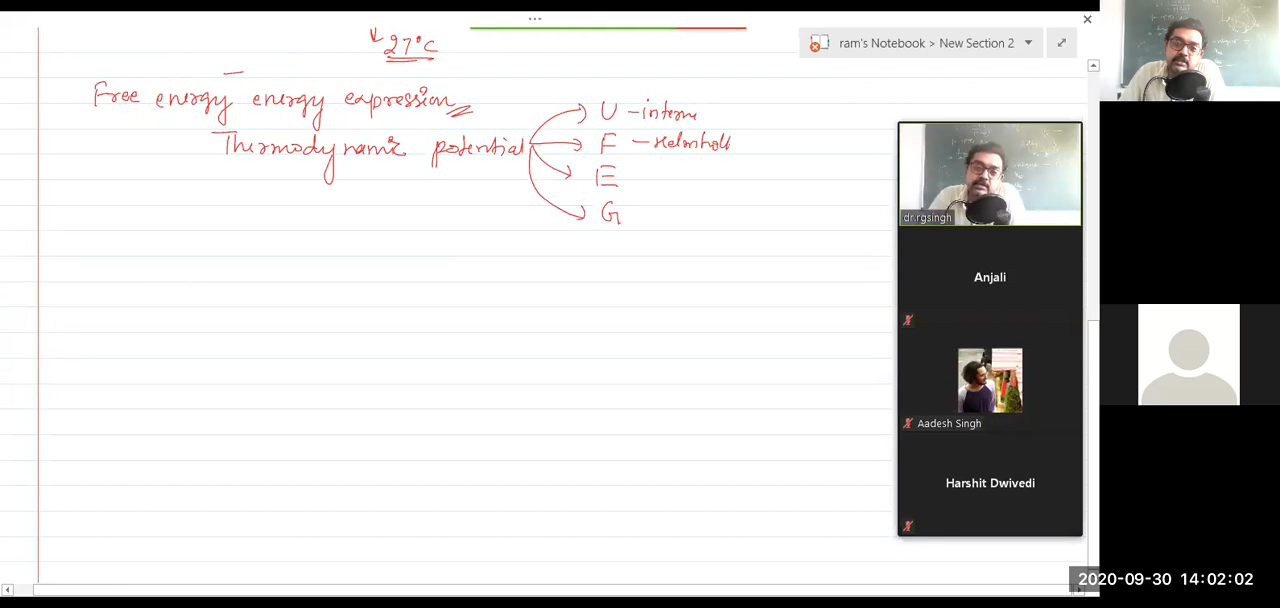 ram's Notebook > New Section 2
27°C
Free energy energy expression
Thermodynamic potential
U - interne
F - Helmholt
E
G
dr.rgsingh
Anjali
Aadesh Singh
Harshit Dwivedi
2020-09-30 14:02:02